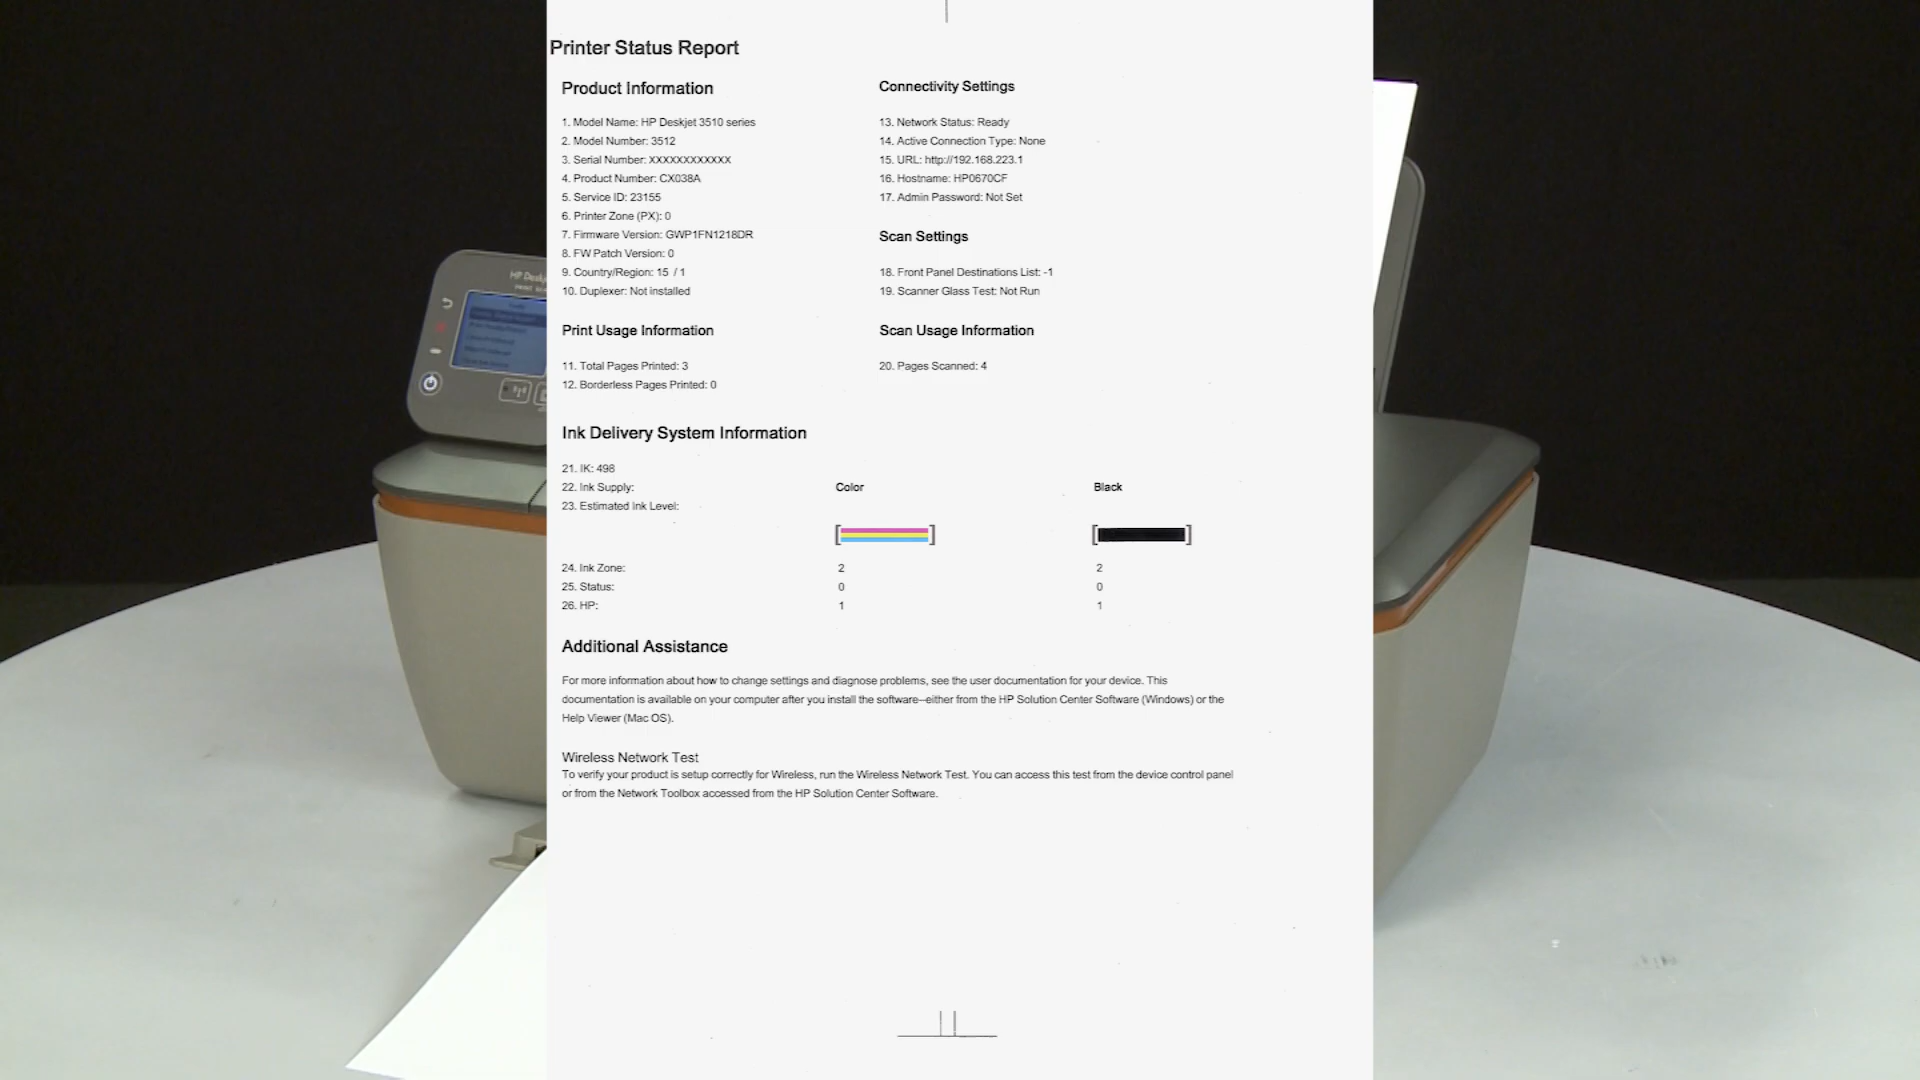 Printer Status Report
Product Information
1. Model Name: HP Deskjet 3510 series
2. Model Number: 3512
3. Serial Number: XXXXXXXXXXXX
4. Product Number: CX038A
5. Service ID: 23155
6. Printer Zone (PX): 0
7. Firmware Version: GWP1FN1218DR
8. FW Patch Version: 0
9. Country/Region: 15 / 1
10. Duplexer: Not installed
Print Usage Information
11. Total Pages Printed: 3
12. Borderless Pages Printed: 0
Connectivity Settings
13. Network Status: Ready
14. Active Connection Type: None
15. URL: http://192.168.223.1
16. Hostname: HP0670CF
17. Admin Password: Not Set
Scan Settings
18. Front Panel Destinations List: -1
19. Scanner Glass Test: Not Run
Scan Usage Information
20. Pages Scanned: 4
Ink Delivery System Information
21. IK: 498
22. Ink Supply: Color Black
23. Estimated Ink Level:
24. Ink Zone: 2 2
25. Status: 0 0
26. HP: 1 1
Additional Assistance
For more information about how to change settings and diagnose problems, see the user documentation for your device. This
documentation is available on your computer after you install the software--either from the HP Solution Center Software (Windows) or the
Help Viewer (Mac OS).
Wireless Network Test
To verify your product is setup correctly for Wireless, run the Wireless Network Test. You can access this test from the device control panel
or from the Network Toolbox accessed from the HP Solution Center Software.
HP